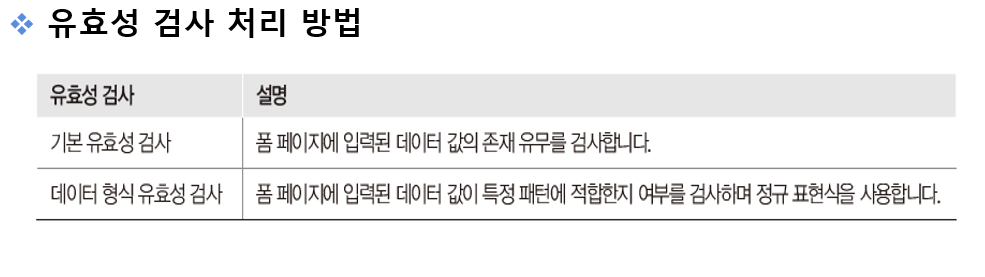 ❖ 유효성 검사 처리 방법
유효성 검사 설명
기본 유효성 검사 폼 페이지에 입력된 데이터 값의 존재 유무를 검사합니다.
데이터 형식 유효성 검사 폼 페이지에 입력된 데이터 값이 특정 패턴에 적합한지 여부를 검사하며 정규 표현식을 사용합니다.